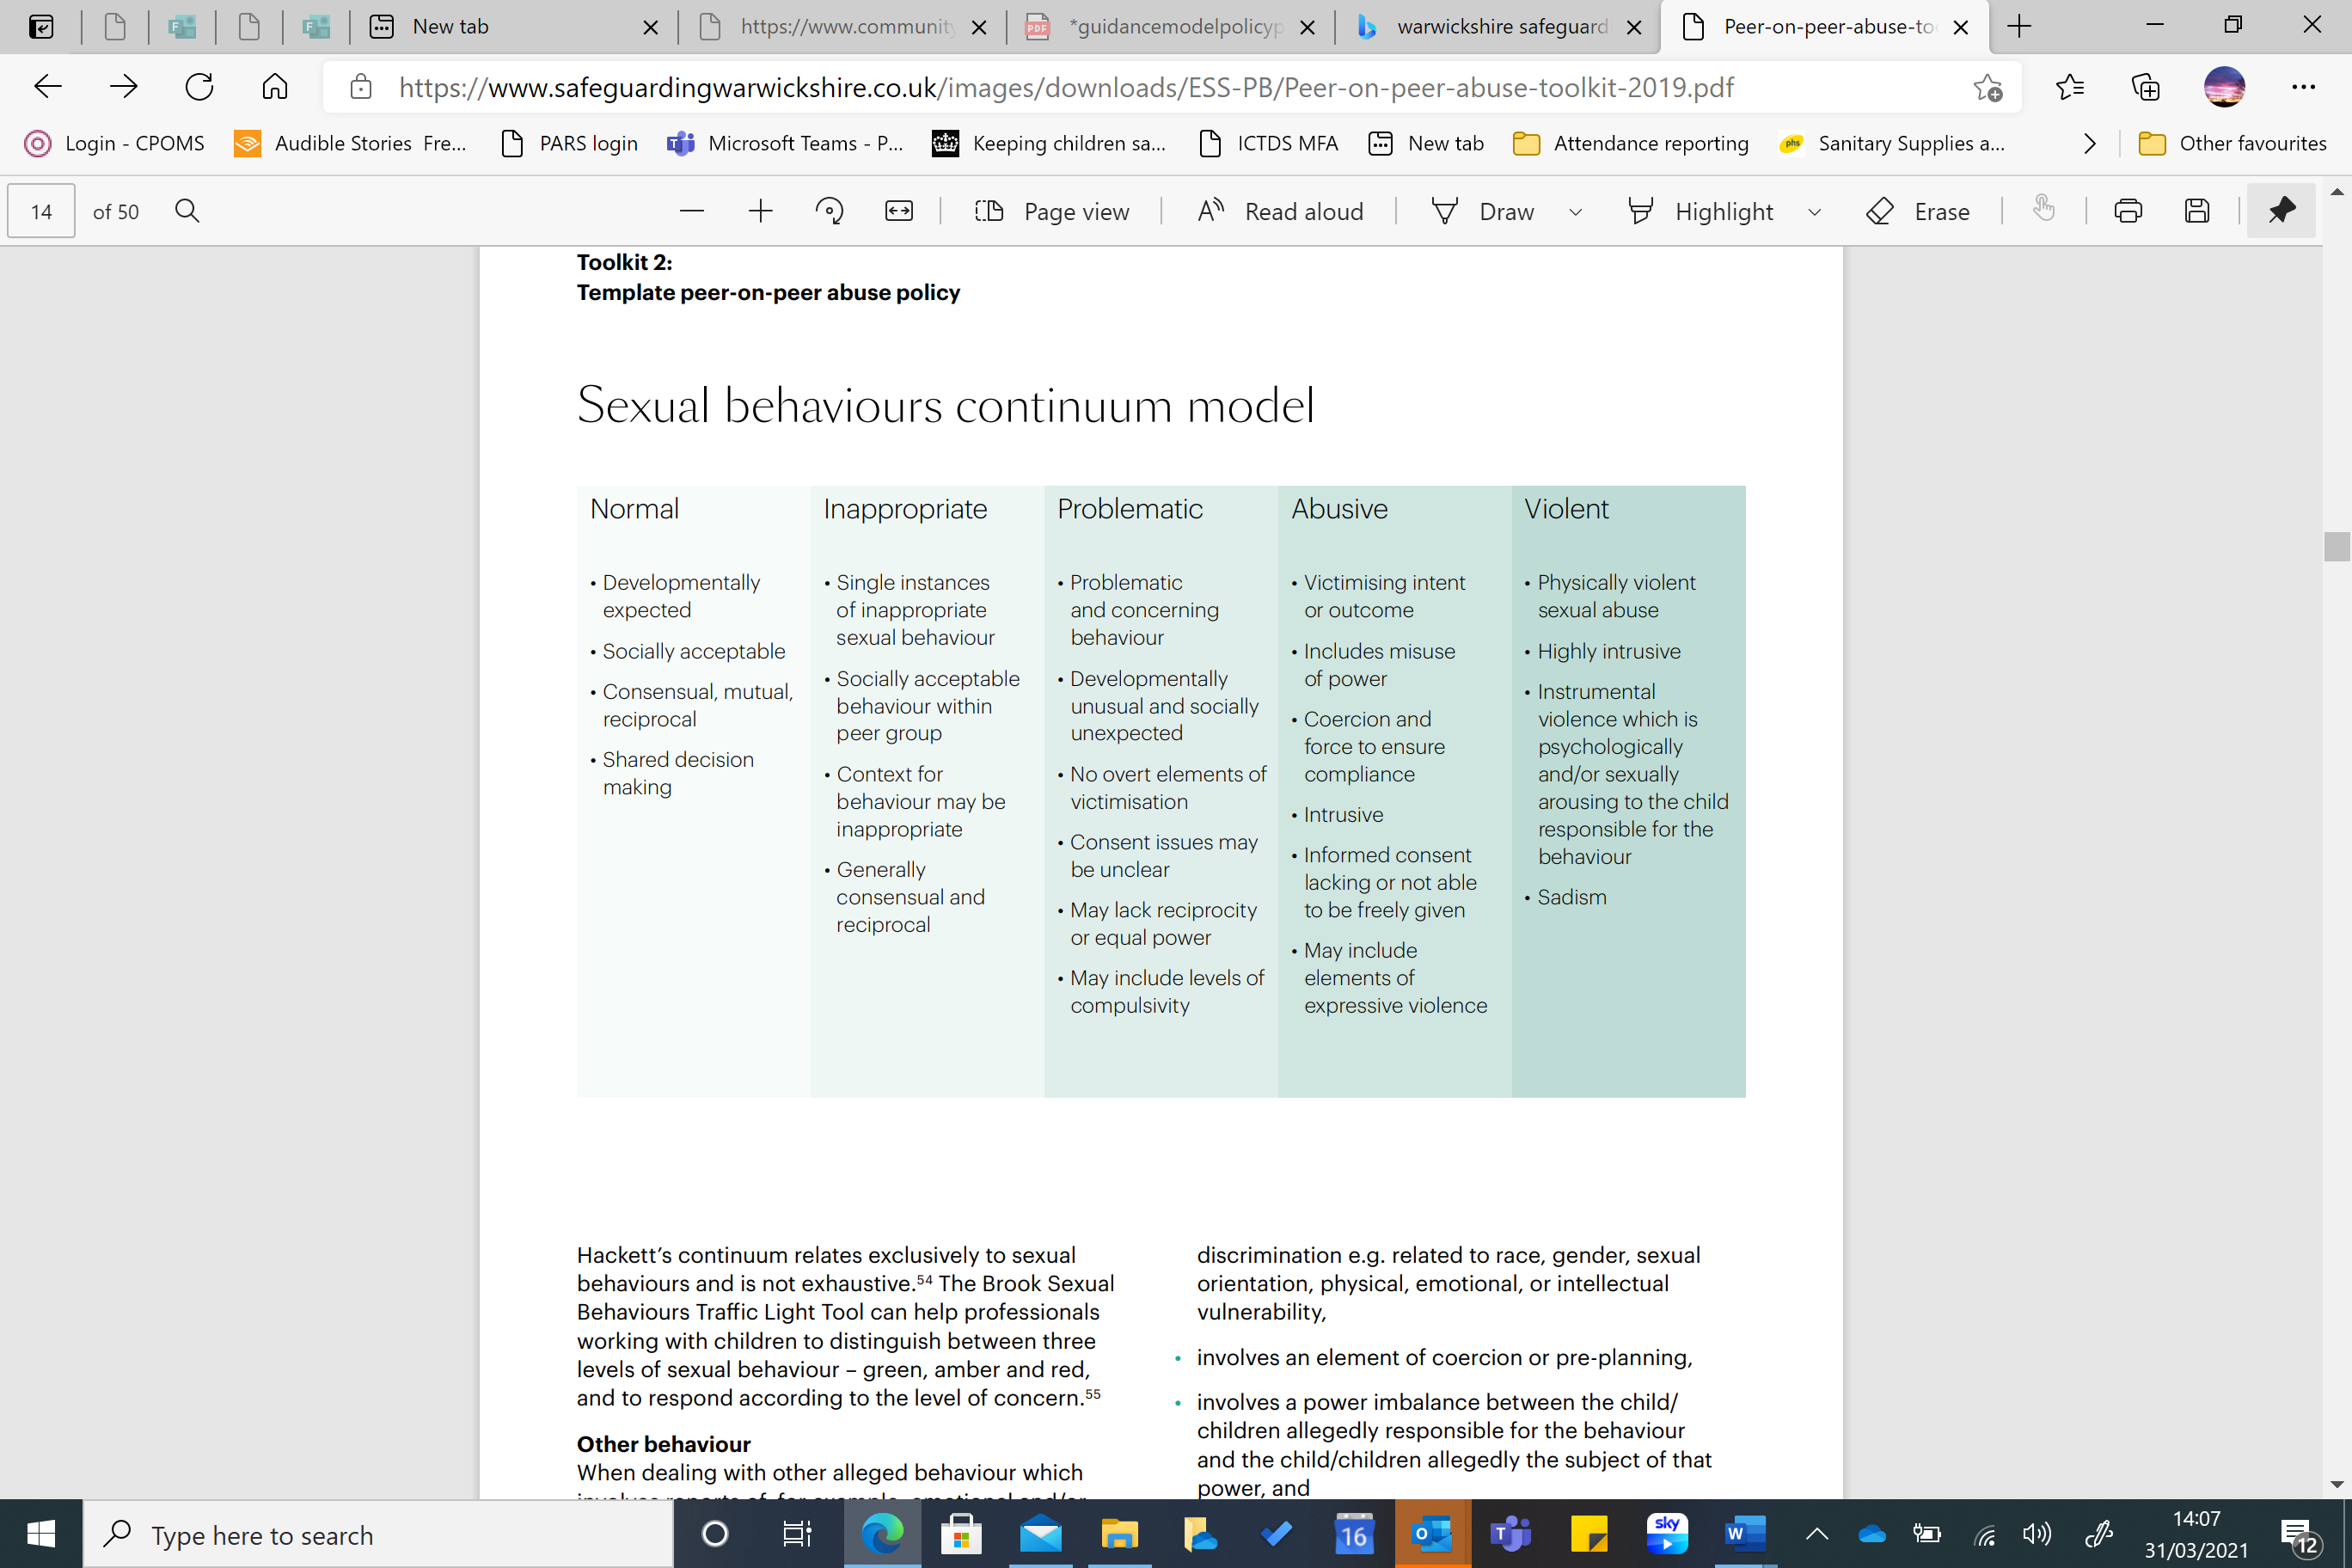 New tab
https://www.community
*guidancemodelpolicyp
warwickshire safeguard
Peer-on-peer-abuse-to
https://www.safeguardingwarwickshire.co.uk/images/downloads/ESS-PB/Peer-on-peer-abuse-toolkit-2019.pdf
Login - CPOMS
Audible Stories Fre...
PARS login
Microsoft Teams - P...
Keeping children sa...
ICTDS MFA
New tab
Attendance reporting
phs
Sanitary Supplies a...
Other favourites
14
of 50
Page view
Read aloud
Draw
Highlight
Erase
Toolkit 2:
Template peer-on-peer abuse policy
Sexual behaviours continuum model
Normal
• Developmentally
expected
• Socially acceptable
• Consensual, mutual,
reciprocal
• Shared decision
making
Inappropriate
• Single instances
of inappropriate
sexual behaviour
• Socially acceptable
behaviour within
peer group
• Context for
behaviour may be
inappropriate
• Generally
consensual and
reciprocal
Problematic
• Problematic
and concerning
behaviour
• Developmentally
unusual and socially
unexpected
• No overt elements of
victimisation
• Consent issues may
be unclear
• May lack reciprocity
or equal power
• May include levels of
compulsivity
Abusive
• Victimising intent
or outcome
• Includes misuse
of power
• Coercion and
force to ensure
compliance
• Intrusive
• Informed consent
lacking or not able
to be freely given
• May include
elements of
expressive violence
Violent
• Physically violent
sexual abuse
• Highly intrusive
• Instrumental
violence which is
psychologically
and/or sexually
arousing to the child
responsible for the
behaviour
• Sadism
Hackett’s continuum relates exclusively to sexual
behaviours and is not exhaustive.54 The Brook Sexual
Behaviours Traffic Light Tool can help professionals
working with children to distinguish between three
levels of sexual behaviour – green, amber and red,
and to respond according to the level of concern.55
Other behaviour
When dealing with other alleged behaviour which
discrimination e.g. related to race, gender, sexual
orientation, physical, emotional, or intellectual
vulnerability,
• involves an element of coercion or pre-planning,
• involves a power imbalance between the child/
children allegedly responsible for the behaviour
and the child/children allegedly the subject of that
power, and
Type here to search
16
sky
14:07
31/03/2021
12